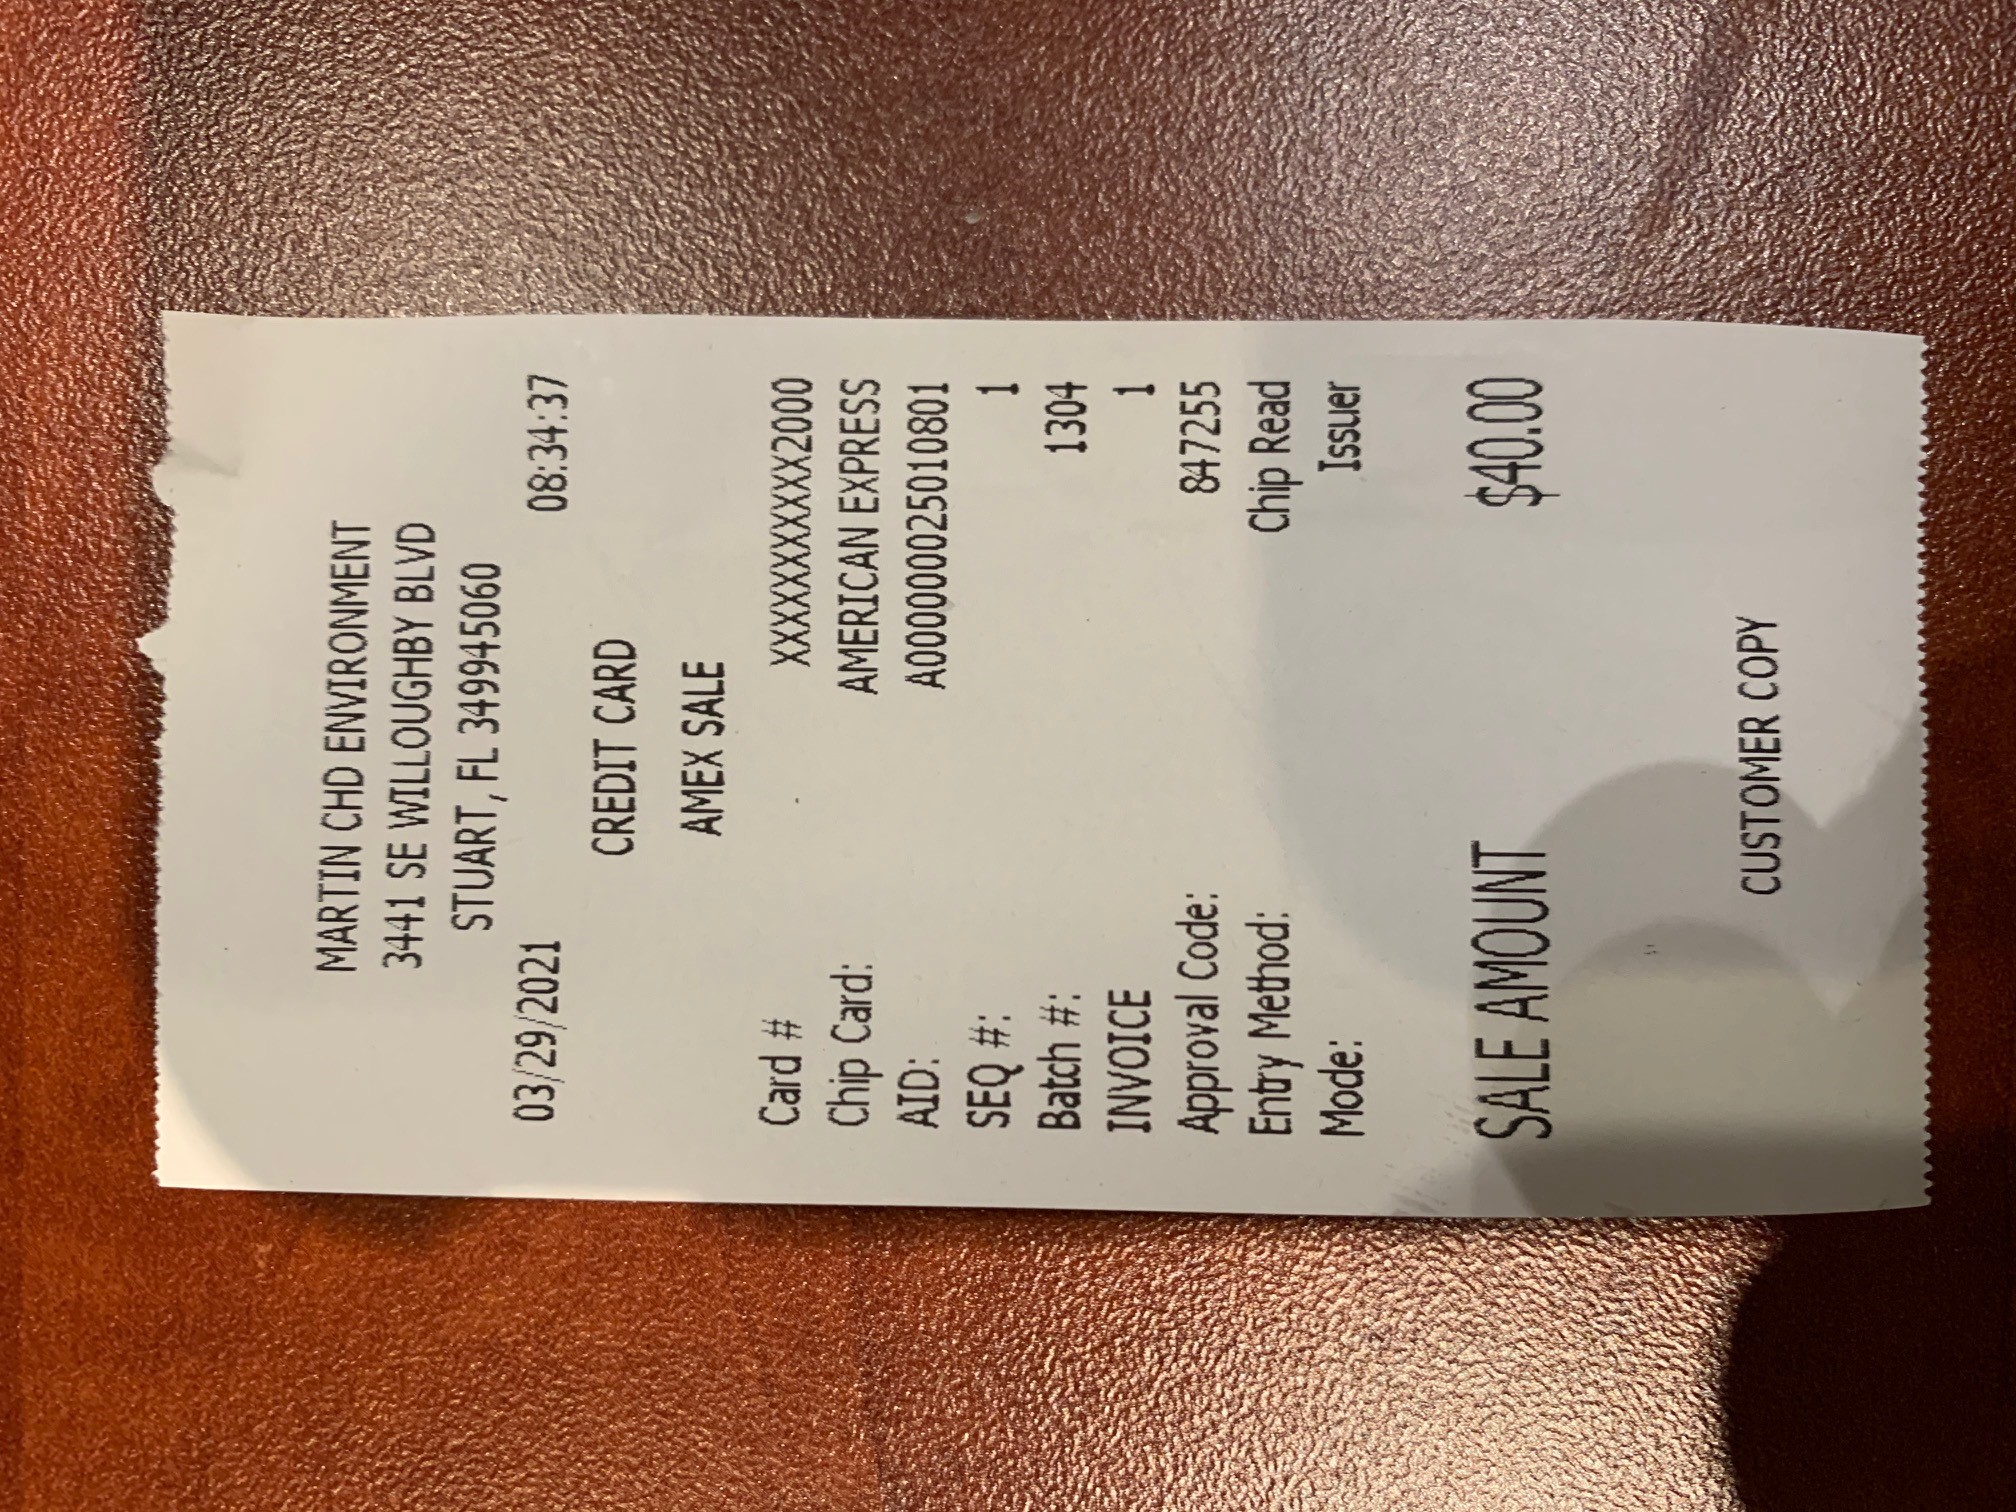 MARTIN CHD ENVIRONMENT
3441 SE WILLOUGHBY BLVD
STUART, FL 349945060
03/29/2021 08:34:37
CREDIT CARD
AMEX SALE
Card # XXXXXXXXXXX2000
Chip Card: AMERICAN EXPRESS
AID: A000000025010801
SEQ #: 1
Batch #: 1304
INVOICE 1
Approval Code: 847255
Entry Method: Chip Read
Mode: Issuer
SALE AMOUNT $40.00
CUSTOMER COPY